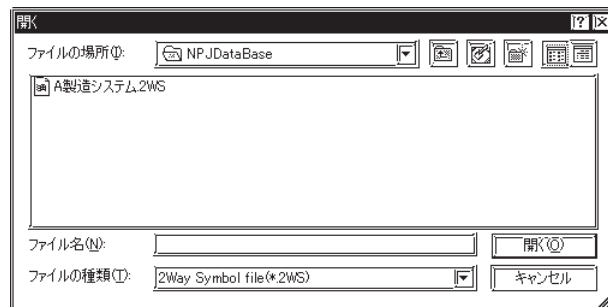 開く
ファイルの場所(I): NPJDataBase
A製造システム.2WS
ファイル名(N): 開く(O)
ファイルの種類(T): 2Way Symbol file(*.2WS) キャンセル